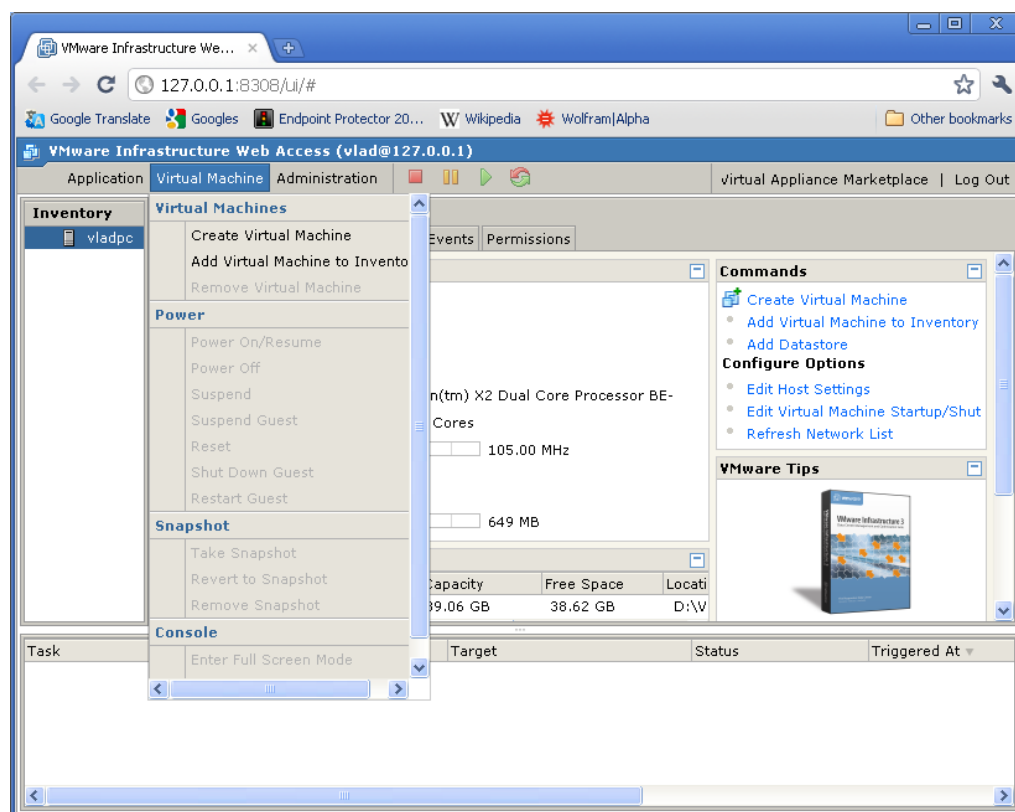 VMware Infrastructure We...
127.0.0.1:8308/ui/#
Google Translate Googles Endpoint Protector 20... W Wikipedia Wolfram|Alpha Other bookmarks
VMware Infrastructure Web Access (vlad@127.0.0.1)
Application Virtual Machine Administration Virtual Appliance Marketplace | Log Out
Inventory
vladpc
Virtual Machines
Create Virtual Machine
Add Virtual Machine to Invento
Remove Virtual Machine
Power
Power On/Resume
Power Off
Suspend
Suspend Guest
Reset
Shut Down Guest
Restart Guest
Snapshot
Take Snapshot
Revert to Snapshot
Remove Snapshot
Console
Enter Full Screen Mode
Events Permissions
n(tm) X2 Dual Core Processor BE-
Cores
105.00 MHz
649 MB
Capacity Free Space Locati
39.06 GB 38.62 GB D:\V
Commands
Create Virtual Machine
Add Virtual Machine to Inventory
Add Datastore
Configure Options
Edit Host Settings
Edit Virtual Machine Startup/Shut
Refresh Network List
VMware Tips
VMware Infrastructure 3
Task Target Status Triggered At